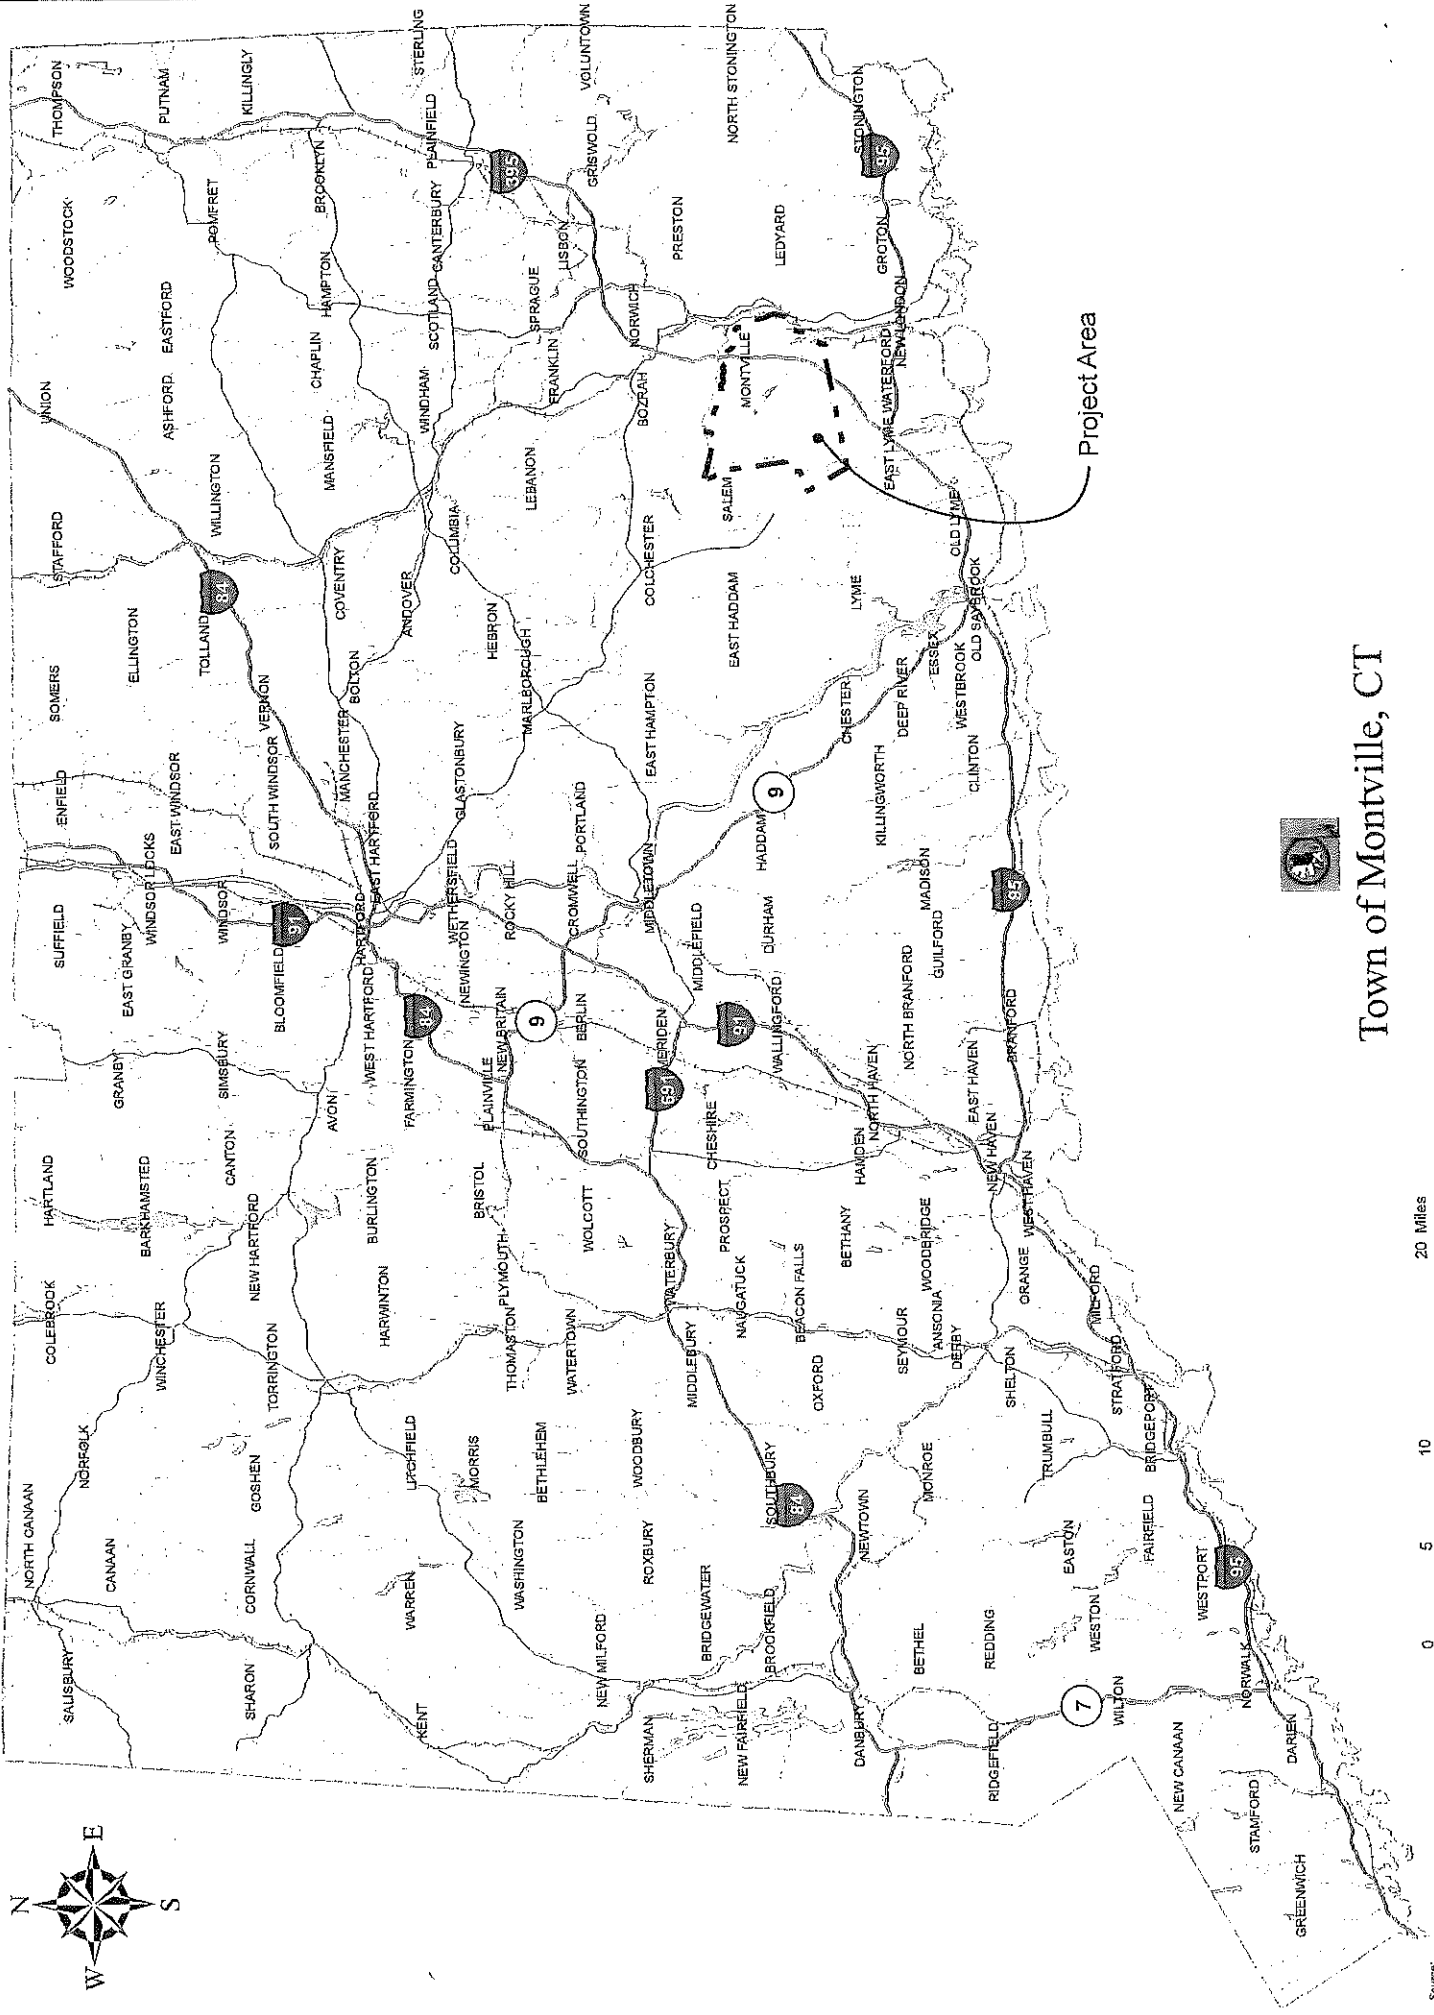 N
W
E
S
NORTH CANAAN
SALISBURY
CANAAN
NORFOLK
COLEBROOK
HARTLAND
GRANBY
SUFFIELD
ENFIELD
SOMERS
STAFFORD
UNION
WOODSTOCK
THOMPSON
WINCHESTER
BARKHAMSTED
EAST GRANBY
WINDSOR LOCKS
EAST WINDSOR
ELLINGTON
ASHFORD
EASTFORD
PUTNAM
SHARON
CORNWALL
GOSHEN
TORRINGTON
NEW HARTFORD
CANTON
SIMSBURY
WINDSOR
TOLLAND
WILLINGTON
POMFRET
KILLINGLY
84
BLOOMFIELD
91
SOUTH WINDSOR
VERNON
AVON
HARTFORD
MANCHESTER
COVENTRY
MANSFIELD
CHAPLIN
HAMPTON
BROOKLYN
HARWINTON
BURLINGTON
WEST HARTFORD
EAST HARTFORD
BOLTON
KENT
WARREN
LITCHFIELD
FARMINGTON
84
ANDOVER
WINDHAM
SCOTLAND
CANTERBURY
PLAINFIELD
STERLING
MORRIS
BRISTOL
NEWINGTON
WETHERSFIELD
GLASTONBURY
COLUMBIA
WASHINGTON
BETHLEHEM
THOMASTON
PLYMOUTH
PLAINVILLE
NEW BRITAIN
ROCKY HILL
HEBRON
395
9
MARLBOROUGH
LEBANON
SPRAGUE
WATERTOWN
WOLCOTT
SOUTHINGTON
BERLIN
CROMWELL
PORTLAND
FRANKLIN
LISBON
GRISWOLD
VOLUNTOWN
NEW MILFORD
ROXBURY
WOODBURY
SHERMAN
WATERBURY
691
MERIDEN
MIDDLETOWN
EAST HAMPTON
COLCHESTER
BOZRAH
NORWICH
BRIDGEWATER
MIDDLEBURY
PROSPECT
CHESHIRE
MIDDLEFIELD
PRESTON
NEW FAIRFIELD
BROOKFIELD
SOUTHBURY
NAUGATUCK
91
EAST HADDAM
SALEM
MONTVILLE
NORTH STONINGTON
84
OXFORD
BEACON FALLS
WALLINGFORD
DURHAM
HADDAM
9
LEDYARD
DANBURY
NEWTOWN
BETHANY
HAMDEN
NORTH HAVEN
CHESTER
LYME
STONINGTON
95
BETHEL
MONROE
SEYMOUR
WOODBRIDGE
NORTH BRANFORD
KILLINGWORTH
DEEP RIVER
EAST LYME
WATERFORD
NEW LONDON
GROTON
ANSONIA
DERBY
GUILFORD
MADISON
ESSEX
WESTBROOK
OLD LYME
RIDGEFIELD
REDDING
SHELTON
ORANGE
WEST HAVEN
NEW HAVEN
EAST HAVEN
BRANFORD
95
CLINTON
OLD SAYBROOK
7
WILTON
WESTON
EASTON
TRUMBULL
STRATFORD
MILFORD
Project Area
NEW CANAAN
FAIRFIELD
BRIDGEPORT
WESTPORT
95
NORWALK
STAMFORD
DARIEN
GREENWICH
Town of Montville, CT
0
5
10
20 Miles
Source: